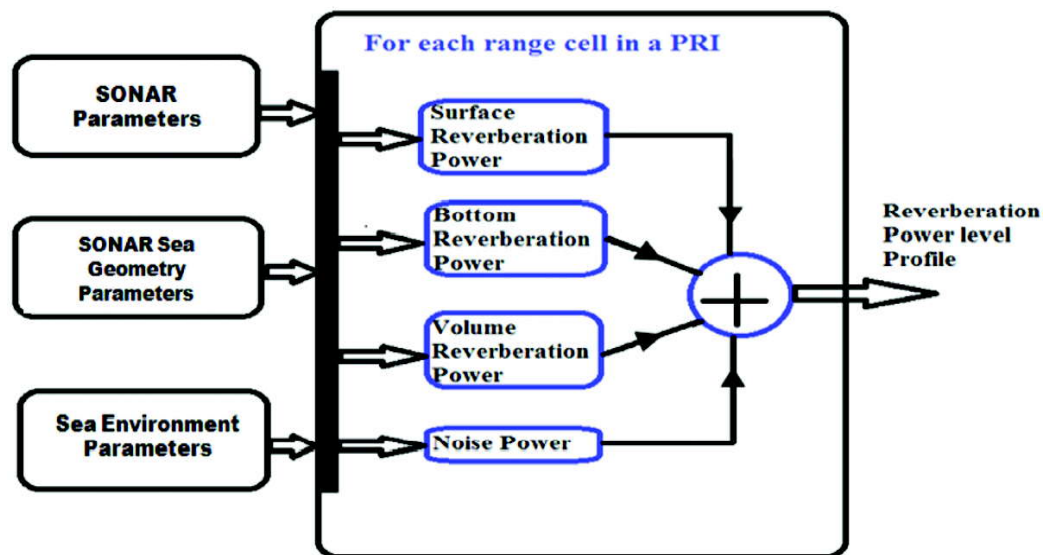 For each range cell in a PRI
SONAR
Parameters
SONAR Sea
Geometry
Parameters
Sea Environment
Parameters
Surface
Reverberation
Power
Bottom
Reverberation
Power
Volume
Reverberation
Power
Noise Power
Reverberation
Power level
Profile